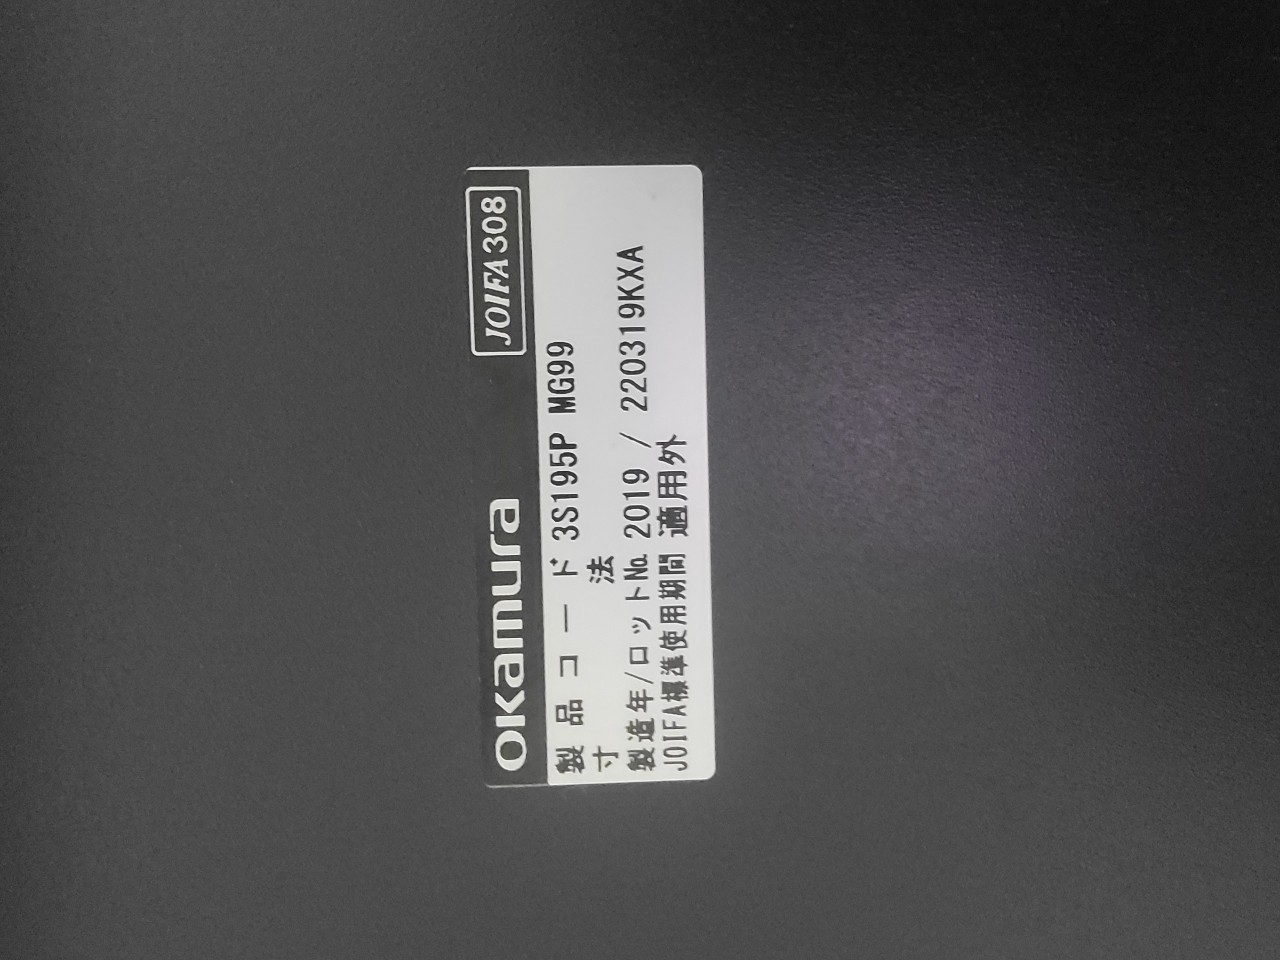 okamura JOIFA308
製品コード 3S195P MG99
寸法
製造年/ロットNo. 2019 / 220319KXA
JOIFA標準使用期間 適用外